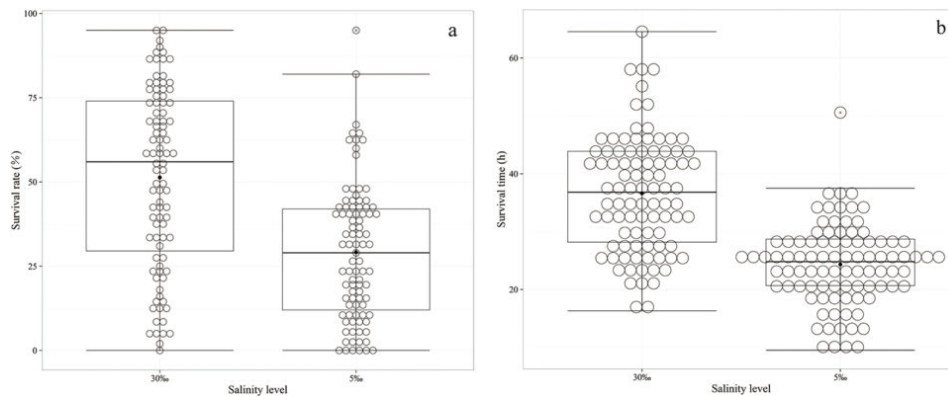 a
100
75
50
25
0
Survival rate (%)
30‰
5‰
Salinity level
b
60
40
20
Survival time (h)
30‰
5‰
Salinity level